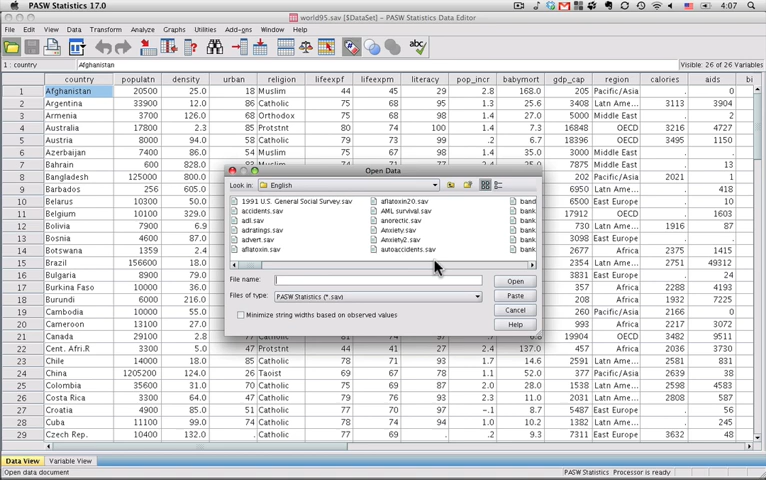 PASW Statistics 17.0 4:07
world95.sav [$DataSet] - PASW Statistics Data Editor
File Edit View Data Transform Analyze Graphs Utilities Add-ons Window Help
1 : country Afghanistan Visible: 26 of 26 Variables
country populatn density urban religion lifeexpf lifeexpm literacy pop_incr babymort gdp_cap region calories aids bi
1 Afghanistan 20500 25.0 18 Muslim 44 45 29 2.8 168.0 205 Pacific/Asia . 0
2 Argentina 33900 12.0 86 Catholic 75 68 95 1.3 25.6 3408 Latn Ame... 3113 3904
3 Armenia 3700 126.0 68 Orthodox 75 68 98 1.4 27.0 5000 Middle East . 2
4 Australia 17800 2.3 85 Protstnt 80 74 100 1.4 7.3 16848 OECD 3216 4727
5 Austria 8000 94.0 58 Catholic 79 73 99 .2 6.7 18396 OECD 3495 1150
6 Azerbaijan 7400 86.0 54 Muslim 75 67 98 1.4 35.0 3000 Middle East .
7 Bahrain 600 828.0 83 Muslim 74 71 77 2.4 25.0 7875 Middle East . 13
8 Bangladesh 125000 800.0 202 Pacific/Asia 2021 1
9 Barbados 256 605.0 6950 Latn Ame... . 418
10 Belarus 10300 50.0 6500 East Europe . 10
11 Belgium 10100 329.0 17912 OECD . 1603
12 Bolivia 7900 6.9 730 Latn Ame... 1916 87
13 Bosnia 4600 87.0 3098 East Europe .
14 Botswana 1359 2.4 2677 Africa 2375 1415
15 Brazil 156600 18.0 2354 Latn Ame... 2751 49312
16 Bulgaria 8900 79.0 3831 East Europe .
17 Burkina Faso 10000 36.0 357 Africa 2288 4193
18 Burundi 6000 216.0 208 Africa 1932 7225
19 Cambodia 10000 55.0 260 Pacific/Asia 2166 0
20 Cameroon 13100 27.0 993 Africa 2217 3072
21 Canada 29100 2.8 19904 OECD 3482 9511
22 Cent. Afri.R 3300 5.0 47 Protstnt 44 41 27 2.4 137.0 457 Africa 2036 3730
23 Chile 14000 18.0 85 Catholic 78 71 93 1.7 14.6 2591 Latn Ame... 2581 831
24 China 1205200 124.0 26 Taoist 69 67 78 1.1 52.0 377 Pacific/Asia 2639 38
25 Colombia 35600 31.0 70 Catholic 75 69 87 2.0 28.0 1538 Latn Ame... 2598 4583
26 Costa Rica 3300 64.0 47 Catholic 79 76 93 2.3 11.0 2031 Latn Ame... 2808 587
27 Croatia 4900 85.0 51 Catholic 77 70 97 -.1 8.7 5487 East Europe . 56
28 Cuba 11100 99.0 74 Catholic 78 74 94 1.0 10.2 1382 Latn Ame... . 245
29 Czech Rep. 10400 132.0 . Catholic 77 69 . .2 9.3 7311 East Europe 3632 48
Open Data
Look in: English
1991 U.S. General Social Survey.sav aflatoxin20.sav band
accidents.sav AML survival.sav bank
adl.sav anorectic.sav bank
adratings.sav Anxiety.sav bank
advert.sav Anxiety2.sav bank
aflatoxin.sav autoaccidents.sav bank
File name: Open
Files of type: PASW Statistics (*.sav) Paste
Cancel
Minimize string widths based on observed values Help
Data View Variable View
Open data document PASW Statistics Processor is ready